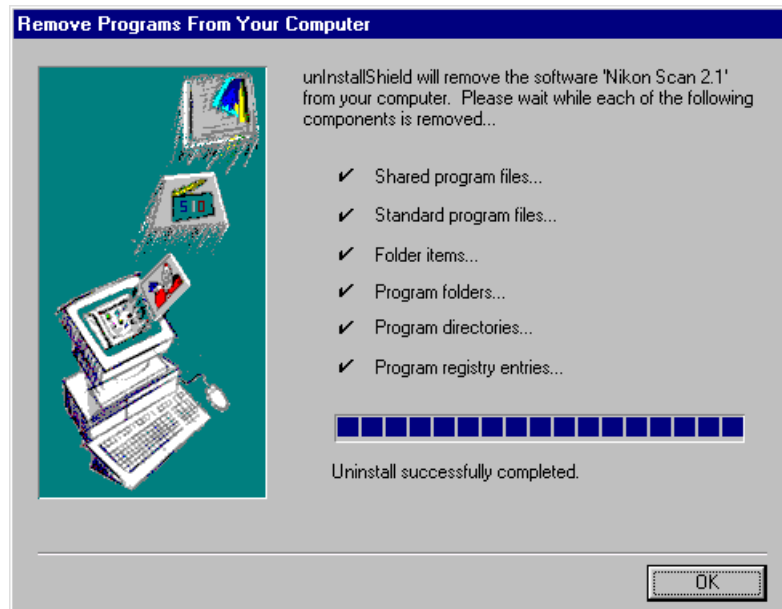 Remove Programs From Your Computer
unInstallShield will remove the software 'Nikon Scan 2.1'
from your computer.  Please wait while each of the following
components is removed...
Shared program files...
Standard program files...
Folder items...
Program folders...
Program directories...
Program registry entries...
Uninstall successfully completed.
OK